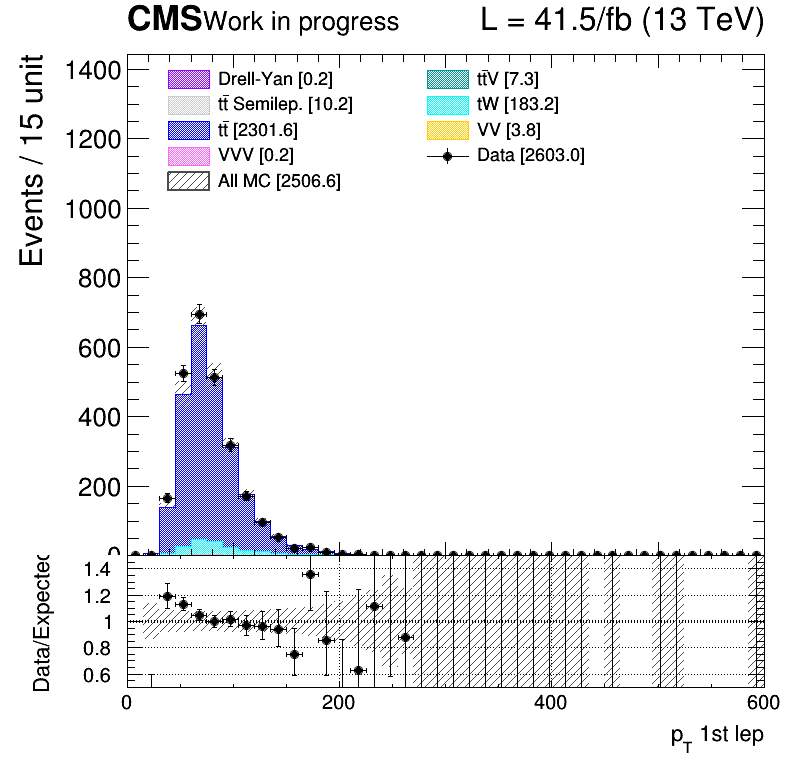 CMS Work in progress L = 41.5/fb (13 TeV)
Events / 15 unit
1400
1200
1000
800
600
400
200
0
Drell-Yan [0.2]
tt̄ Semilep. [10.2]
tt̄ [2301.6]
VVV [0.2]
All MC [2506.6]
tt̄V [7.3]
tW [183.2]
VV [3.8]
Data [2603.0]
Data/Expected
1.4
1.2
1
0.8
0.6
0 200 400 600
p_T 1st lep